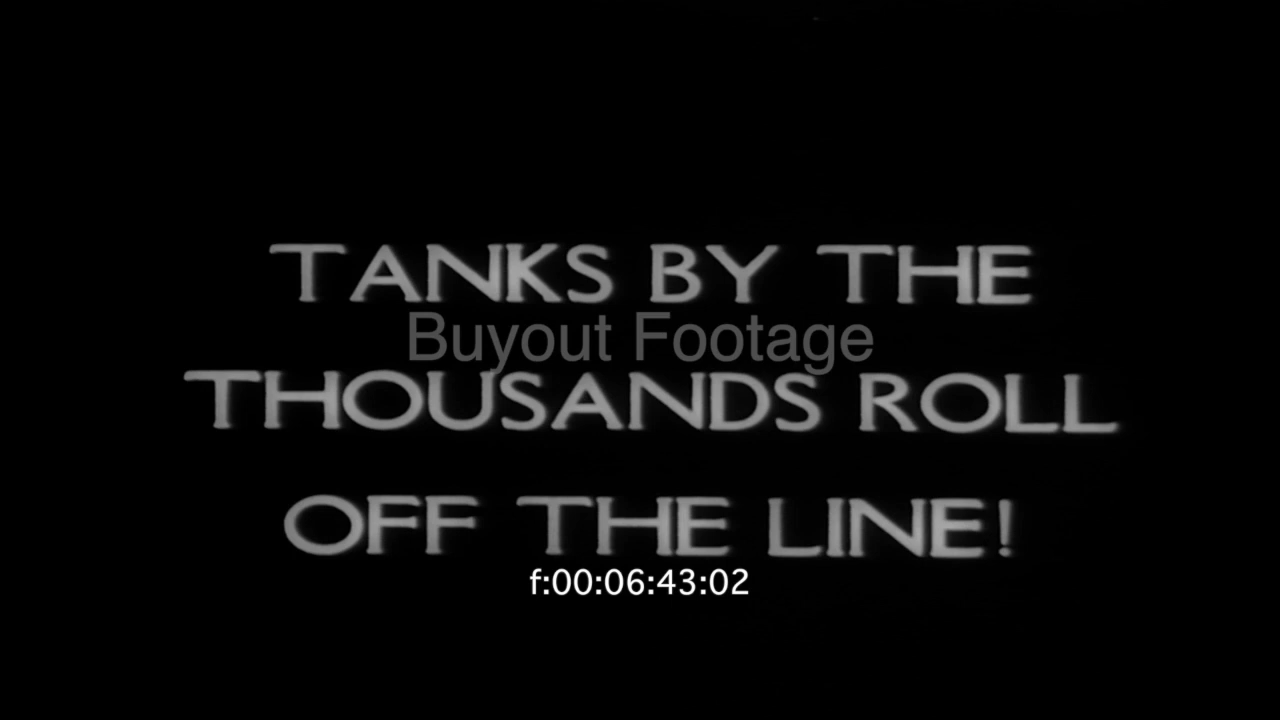 TANKS BY THE
Buyout Footage
THOUSANDS ROLL
OFF THE LINE!
f:00:06:43:02